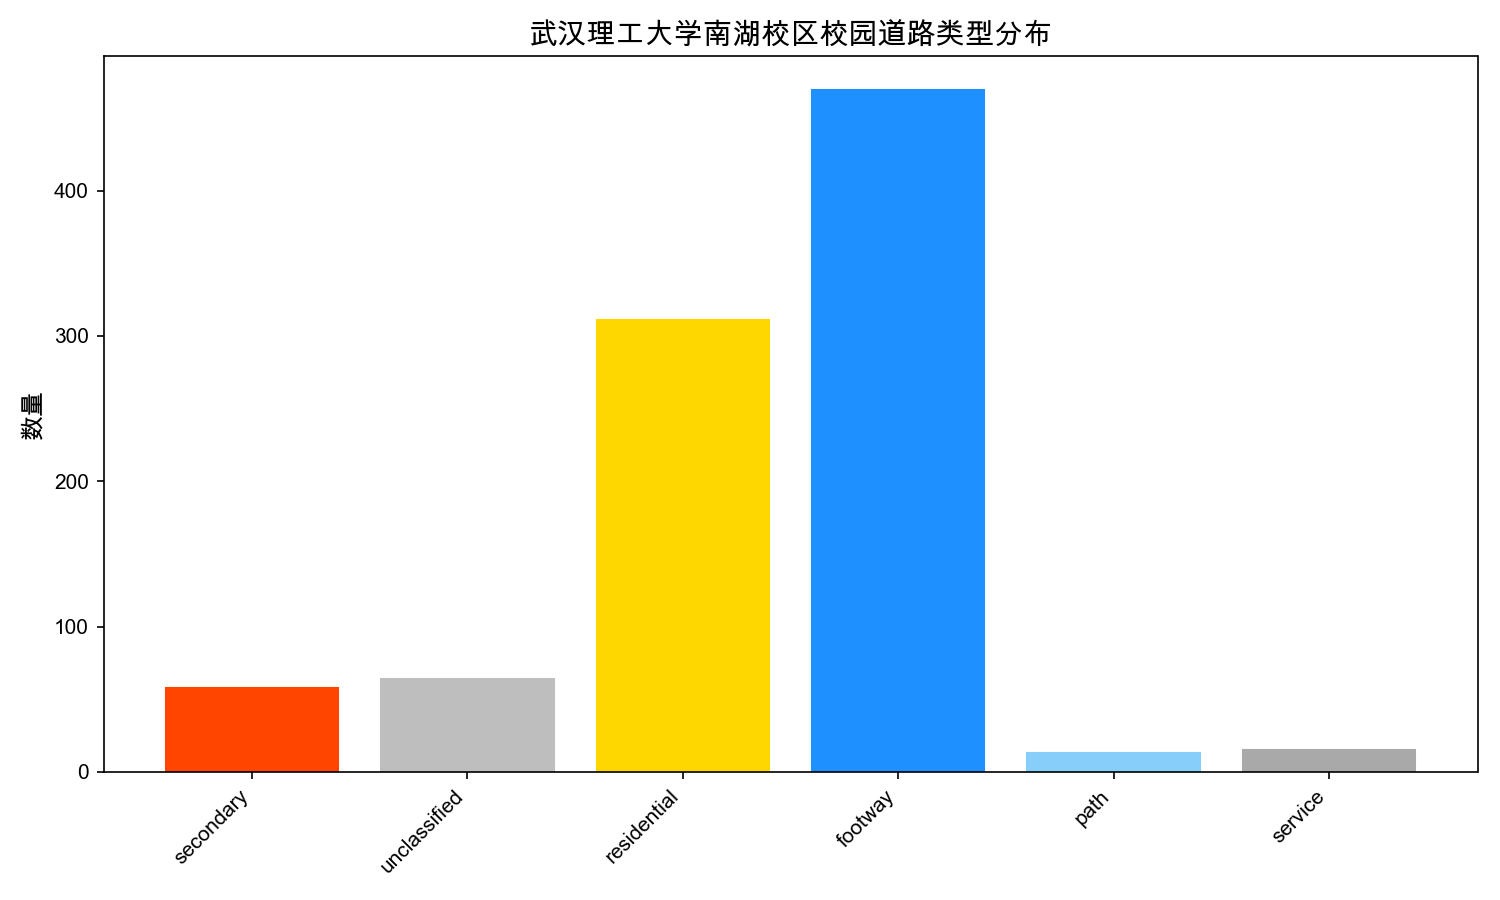 武汉理工大学南湖校区校园道路类型分布
数量
400
300
200
100
0
secondary
unclassified
residential
footway
path
service